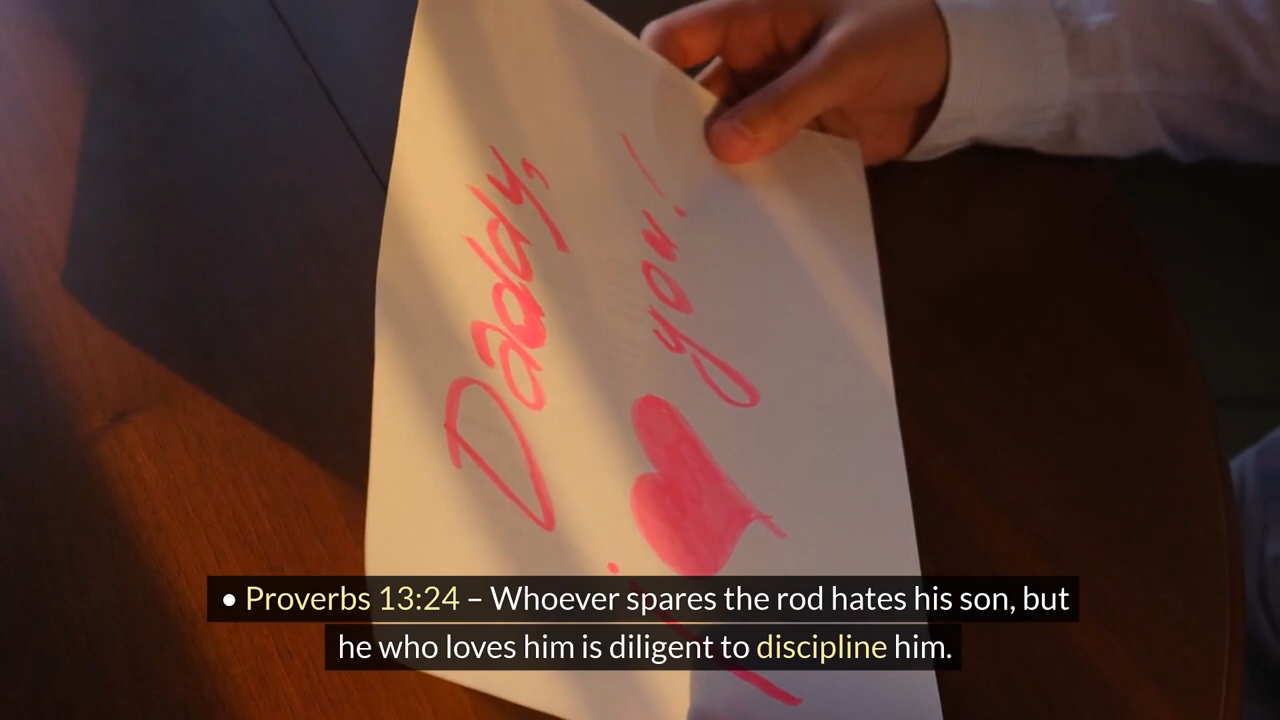 Daddy,
i ❤ you!
• Proverbs 13:24 – Whoever spares the rod hates his son, but
he who loves him is diligent to discipline him.